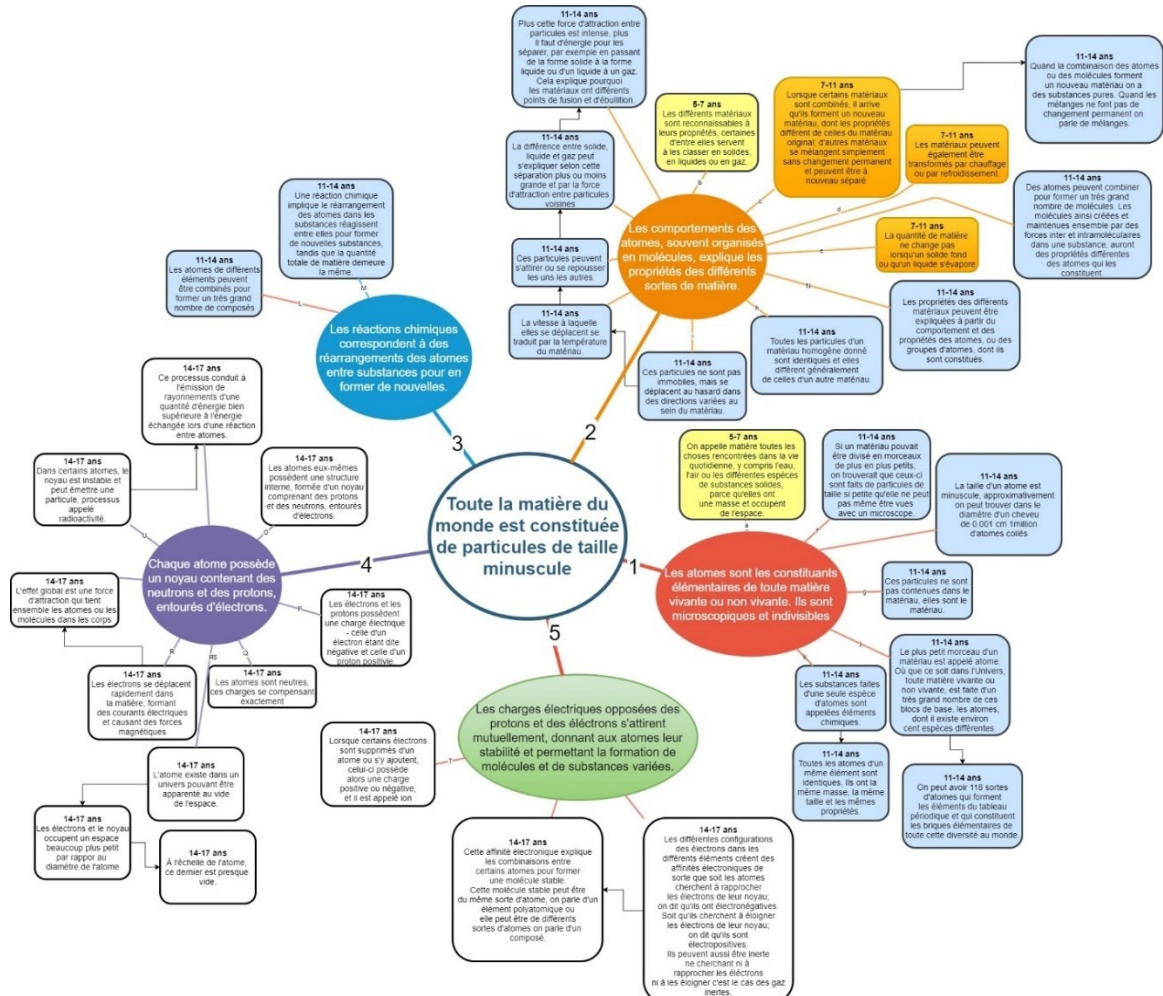 Toute la matière du
monde est constituée
de particules de taille
minuscule
1
Les atomes sont les constituants
élémentaires de toute matière
vivante ou non vivante. Ils sont
microscopiques et indivisibles
5-7 ans
On appelle matière toutes les
choses rencontrées dans la vie
quotidienne, y compris l'eau,
l'air ou les différentes espèces
de substances solides,
parce qu'elles ont
une masse et occupent
de l'espace.
11-14 ans
Si un matériau pouvait
être divisé en morceaux
de plus en plus petits,
on trouverait que ceux-ci
sont faits de particules de
taille si petite qu'elle ne peut
pas même être vues
avec un microscope.
11-14 ans
La taille d'un atome est
minuscule, approximativement
on peut trouver dans le
diamètre d'un cheveu
de 0.001 cm 1million
d'atomes collés
11-14 ans
Ces particules ne sont
pas contenues dans le
matériau, elles sont le
matériau.
11-14 ans
Le plus petit morceau d'un
matériau est appelé atome.
Où que ce soit dans l'Univers,
toute matière vivante ou
non vivante, est faite d'un
très grand nombre de ces
blocs de base. les atomes,
dont il existe environ
cent espèces différentes.
11-14 ans
On peut avoir 118 sortes
d'atomes qui forment
les éléments du tableau
périodique et qui constituent
les briques élémentaires de
toute cette diversité au monde.
11-14 ans
Les substances faites
d'une seule espèce
d'atomes sont
appelées éléments
chimiques.
11-14 ans
Toutes les atomes d'un
même élément sont
identiques. Ils ont la
même masse, la même
taille et les mêmes
propriétés.
2
Les comportements des
atomes, souvent organisés
en molécules, explique les
propriétés des différents
sortes de matière.
11-14 ans
Plus cette force d'attraction entre
particules est intense, plus
il faut d'énergie pour les
séparer, par exemple en passant
de la forme solide à la forme
liquide ou d'un liquide à un gaz.
Cela explique pourquoi
les matériaux ont différents
points de fusion et d'ébullition.
11-14 ans
La différence entre solide,
liquide et gaz peut
s'expliquer selon cette
séparation plus ou moins
grande et par la force
d'attraction entre particules
voisines
11-14 ans
Ces particules peuvent
s'attirer ou se repousser
les uns les autres.
11-14 ans
La vitesse à laquelle
elles se déplacent se
traduit par la température
du matériau.
11-14 ans
Ces particules ne sont pas
immobiles, mais se
déplacent au hasard dans
des directions variées au
sein du matériau.
5-7 ans
Les différents matériaux
sont reconnaissables à
leurs propriétés, certaines
d'entre elles servent
à les classer en solides,
en liquides ou en gaz.
b
7-11 ans
Lorsque certains matériaux
sont combinés, il arrive
qu'ils forment un nouveau
matériau, dont les propriétés
différent de celles du matériau
original; d'autres matériaux
se mélangent simplement
sans changement permanent
et peuvent être à
nouveau séparé.
c
11-14 ans
Quand la combinaison des atomes
ou des molécules forment
un nouveau matériau on a
des substances pures. Quand les
mélanges ne font pas de
changement permanent on
parle de mélanges.
7-11 ans
Les matériaux peuvent
également être
transformés par chauffage
ou par refroidissement.
d
11-14 ans
Des atomes peuvent combiner
pour former un très grand
nombre de molécules. Les
molécules ainsi créées et
maintenues ensemble par des
forces inter et intramoléculaires
dans une substance, auront
des propriétés différentes
des atomes qui les
constituent.
7-11 ans
La quantité de matière
ne change pas
lorsqu'un solide fond
ou qu'un liquide s'évapore
e
11-14 ans
Les propriétés des différents
matériaux peuvent être
expliquées à partir du
comportement et des
propriétés des atomes, ou des
groupes d'atomes, dont ils
sont constitués.
N
11-14 ans
Toutes les particules d'un
matériau homogène donné
sont identiques et elles
diffèrent généralement
de celles d'un autre matériau.
h
3
Les réactions chimiques
correspondent à des
réarrangements des atomes
entre substances pour en
former de nouvelles.
11-14 ans
Une réaction chimique
implique le réarrangement
des atomes dans les
substances réagissent
entre elles pour former
de nouvelles substances,
tandis que la quantité
totale de matière demeure
la même.
M
11-14 ans
Les atomes de différents
éléments peuvent
être combinés pour
former un très grand
nombre de composés
L
4
Chaque atome possède
un noyau contenant des
neutrons et des protons,
entourés d'électrons.
14-17 ans
Ce processus conduit à
l'émission de
rayonnements d'une
quantité d'énergie bien
supérieure à l'énergie
échangée lors d'une réaction
entre atomes.
14-17 ans
Dans certains atomes, le
noyau est instable et
peut émettre une
particule, processus
appelé
radioactivité.
U
14-17 ans
Les atomes eux-mêmes
possèdent une structure
interne, formée d'un noyau
comprenant des protons
et des neutrons, entourés
d'électrons.
O
14-17 ans
Les électrons et les
protons possèdent
une charge électrique
- celle d'un
électron étant dite
négative et celle d'un
proton positivie.
P
14-17 ans
Les atomes sont neutres,
ces charges se compensent
exactement
Q
14-17 ans
Les électrons se déplacent
rapidement dans
la matière, formant
des courants électriques
et causant des forces
magnétiques
R
14-17 ans
L'effet global est une force
d'attraction qui tient
ensemble les atomes ou les
molécules dans les corps
RS
14-17 ans
L'atome existe dans un
univers pouvant être
apparenté au vide
de l'espace.
14-17 ans
Les électrons et le noyau
occupent un espace
beaucoup plus petit
par rappor au
diamètre de l'atome
14-17 ans
À l'échelle de l'atome,
ce dernier est presque
vide.
5
Les charges électriques opposées des
protons et des éléctrons s'attirent
mutuellement, donnant aux atomes leur
stabilité et permettant la formation de
molécules et de substances variées.
14-17 ans
Lorsque certains électrons
sont supprimés d'un
atome ou s'y ajoutent,
celui-ci possède
alors une charge
positive ou négative,
et il est appelé ion
T
14-17 ans
Cette affinité électronique explique
les combinaisons entre
certains atomes pour former
une molécule stable.
Cette molécule stable peut être
du même sorte d'atome, on parle d'un
élément polyatomique ou
elle peut être de différents
sortes d'atomes on parle d'un
composé.
14-17 ans
Les différentes configurations
des électrons dans les
différents éléments créent des
affinités électroniques de
sorte que soit les atomes
cherchent à rapprocher
les électrons de leur noyau;
on dit qu'ils ont électronégatives.
Soit qu'ils cherchent à éloigner
les électrons de leur noyau;
on dit qu'ils sont
électropositives.
Ils peuvent aussi être inerte
ne cherchant ni à
rapprocher les éléctrons
ni à les éloigner c'est le cas des gaz
inertes.